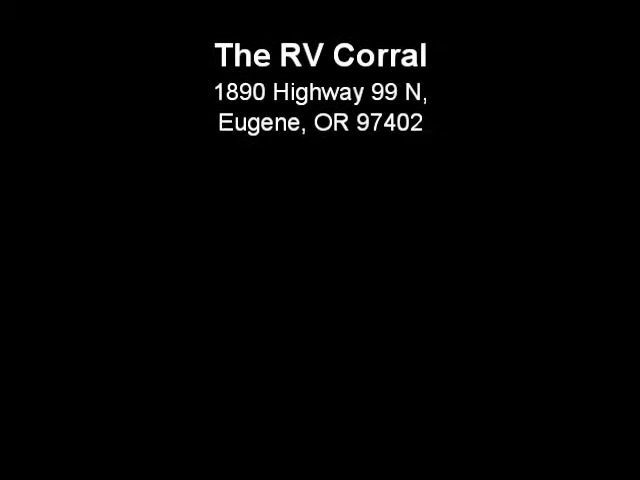 The RV Corral
1890 Highway 99 N,
Eugene, OR 97402